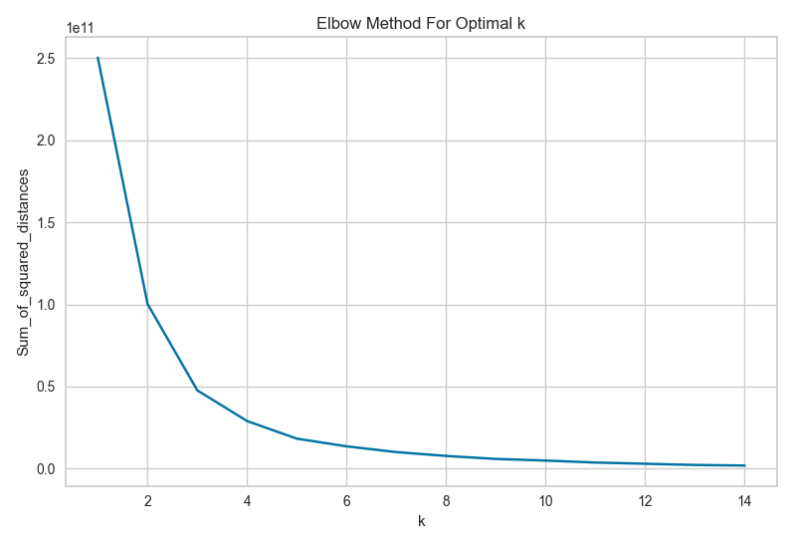 Elbow Method For Optimal k
1e11
2.5
2.0
1.5
1.0
0.5
0.0
Sum_of_squared_distances
2 4 6 8 10 12 14
k